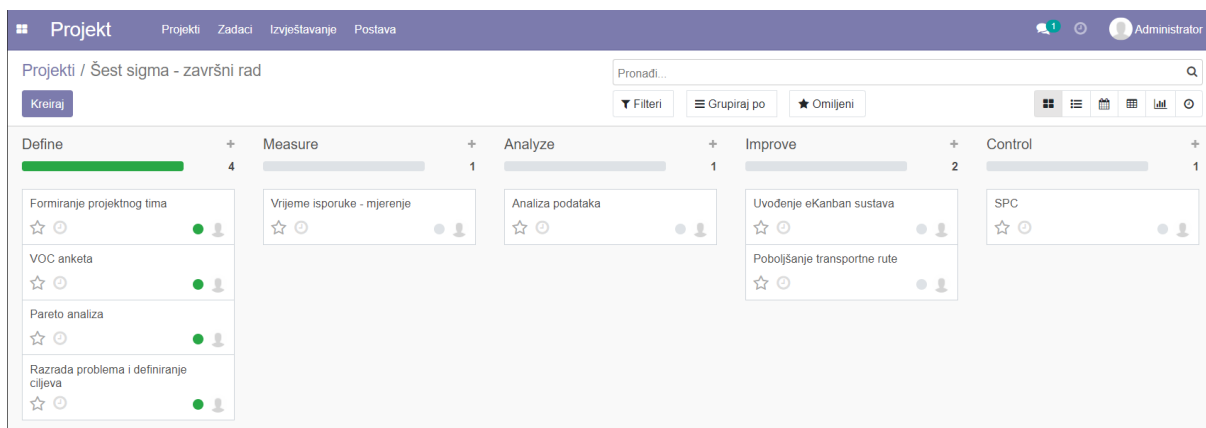 Projekt Projekti Zadaci Izvještavanje Postava 1 Administrator
Projekti / Šest sigma - završni rad
Pronađi...
Kreiraj
Filteri Grupiraj po Omiljeni
Define + Measure + Analyze + Improve + Control +
4 1 1 2 1
Formiranje projektnog tima
VOC anketa
Pareto analiza
Razrada problema i definiranje
ciljeva
Vrijeme isporuke - mjerenje
Analiza podataka
Uvođenje eKanban sustava
Poboljšanje transportne rute
SPC